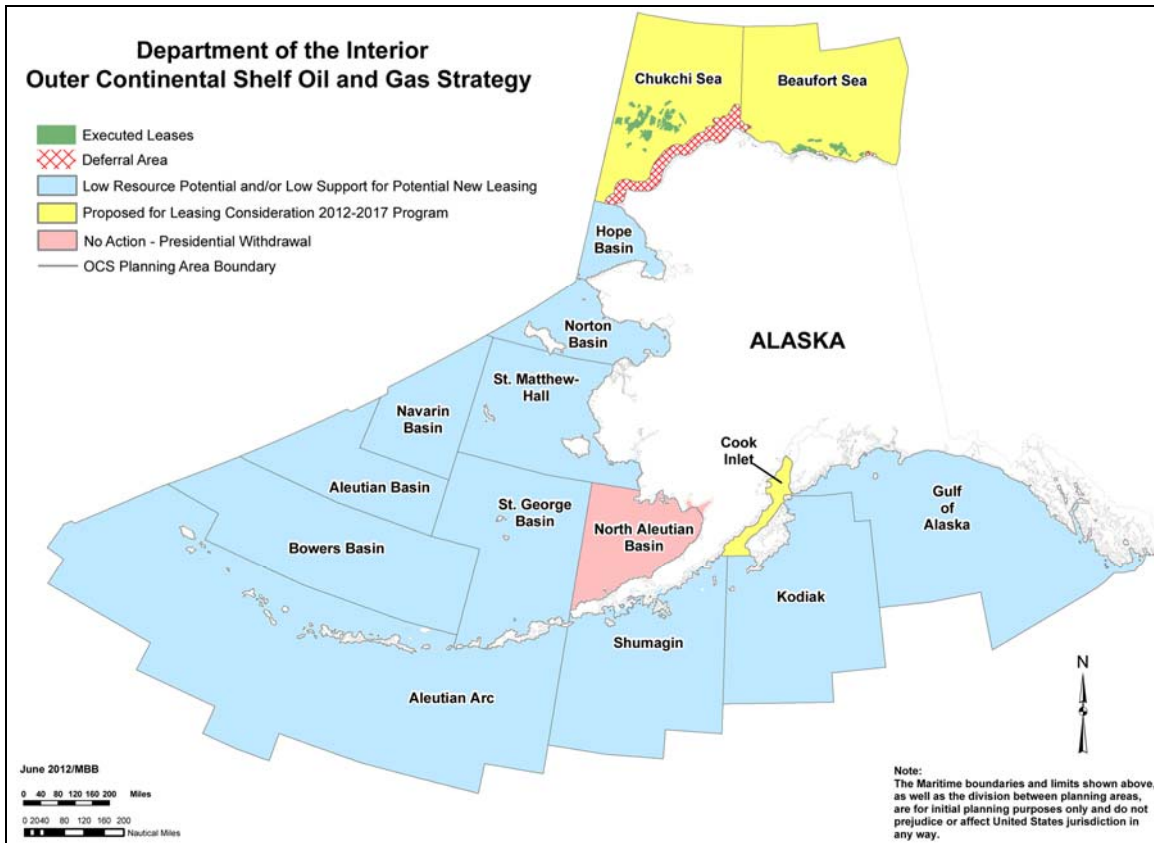 Department of the Interior
Outer Continental Shelf Oil and Gas Strategy
Executed Leases
Deferral Area
Low Resource Potential and/or Low Support for Potential New Leasing
Proposed for Leasing Consideration 2012-2017 Program
No Action - Presidential Withdrawal
OCS Planning Area Boundary
Chukchi Sea
Beaufort Sea
Hope
Basin
Norton
Basin
ALASKA
St. Matthew-
Hall
Navarin
Basin
Cook
Inlet
Aleutian Basin
St. George
Basin
North Aleutian
Basin
Gulf
of
Alaska
Bowers Basin
Kodiak
Shumagin
Aleutian Arc
N
June 2012/MBB
0 40 80 120 160 200 Miles
0 20 40 80 120 160 200
Nautical Miles
Note:
The Maritime boundaries and limits shown above,
as well as the division between planning areas,
are for initial planning purposes only and do not
prejudice or affect United States jurisdiction in
any way.